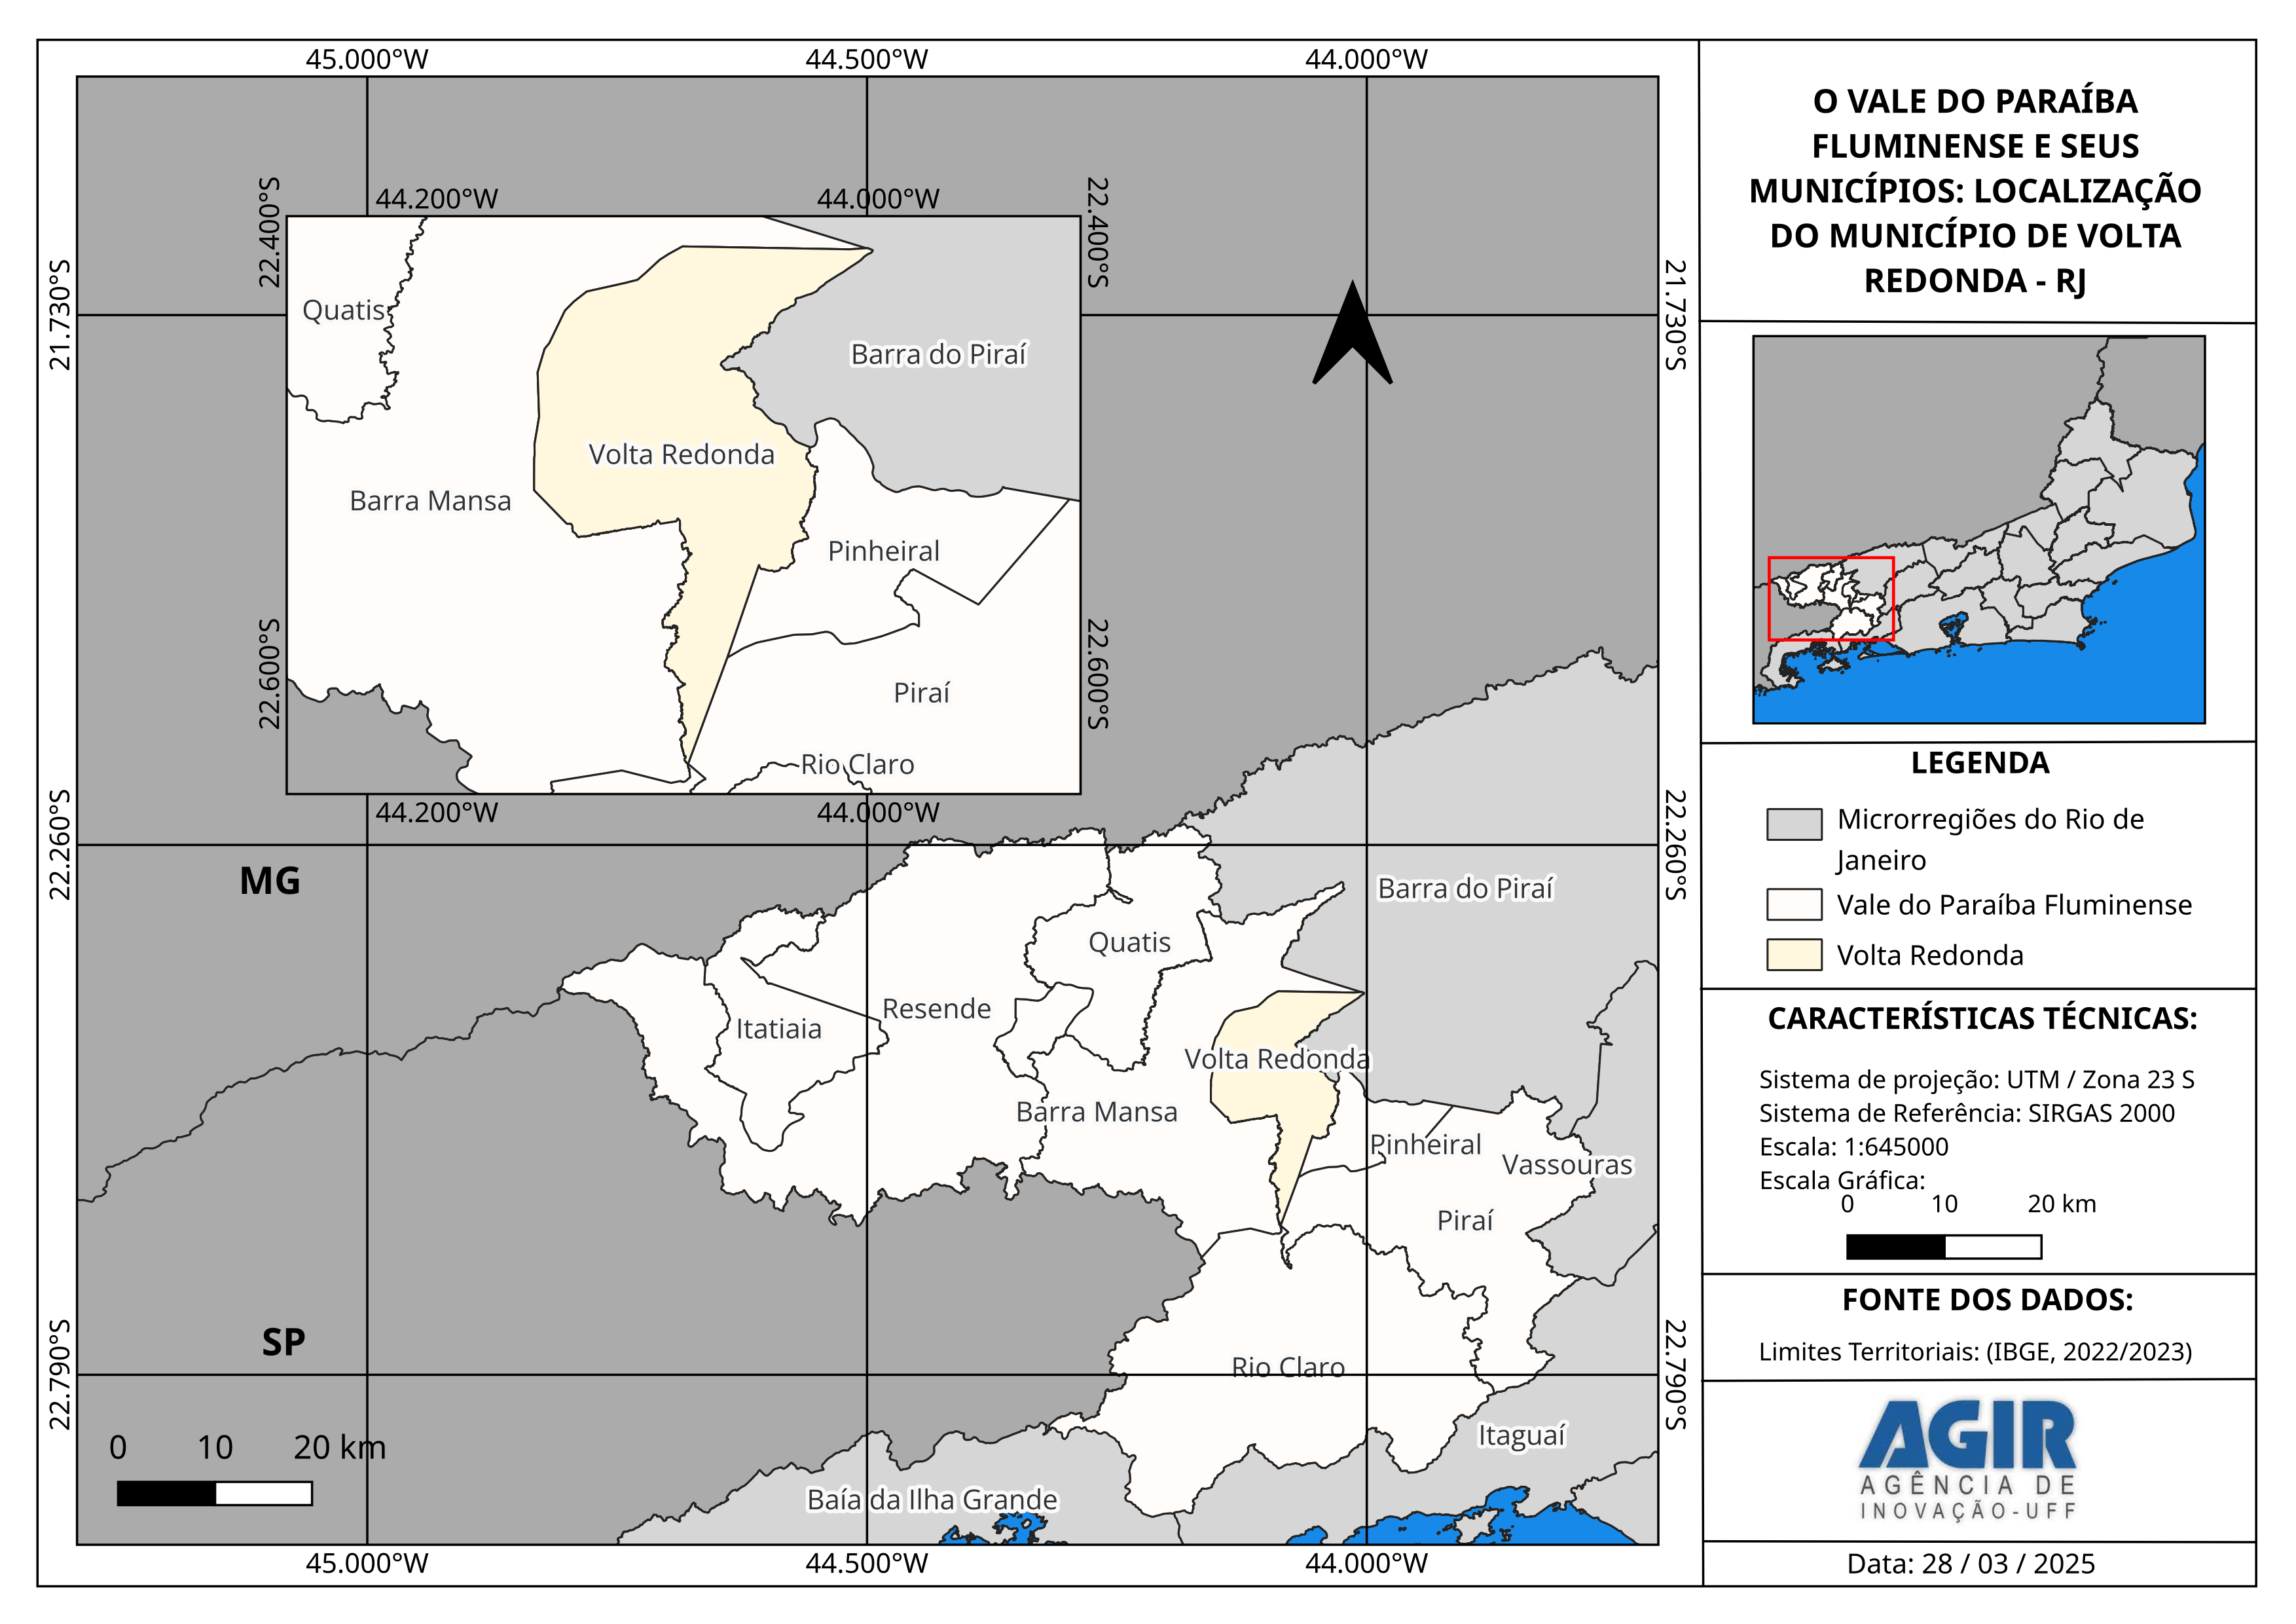 45.000°W 44.500°W 44.000°W
21.730°S
22.260°S
22.790°S
21.730°S
22.260°S
22.790°S
45.000°W 44.500°W 44.000°W
44.200°W 44.000°W
22.400°S
22.600°S
22.400°S
22.600°S
44.200°W 44.000°W
Quatis
Barra do Piraí
Volta Redonda
Barra Mansa
Pinheiral
Piraí
Rio Claro
MG
Barra do Piraí
Quatis
Resende
Itatiaia
Volta Redonda
Barra Mansa
Pinheiral
Vassouras
Piraí
SP
Rio Claro
Itaguaí
Baía da Ilha Grande
0 10 20 km
O VALE DO PARAÍBA
FLUMINENSE E SEUS
MUNICÍPIOS: LOCALIZAÇÃO
DO MUNICÍPIO DE VOLTA
REDONDA - RJ
LEGENDA
Microrregiões do Rio de
Janeiro
Vale do Paraíba Fluminense
Volta Redonda
CARACTERÍSTICAS TÉCNICAS:
Sistema de projeção: UTM / Zona 23 S
Sistema de Referência: SIRGAS 2000
Escala: 1:645000
Escala Gráfica:
0 10 20 km
FONTE DOS DADOS:
Limites Territoriais: (IBGE, 2022/2023)
AGIR
AGÊNCIA DE
INOVAÇÃO-UFF
Data: 28 / 03 / 2025